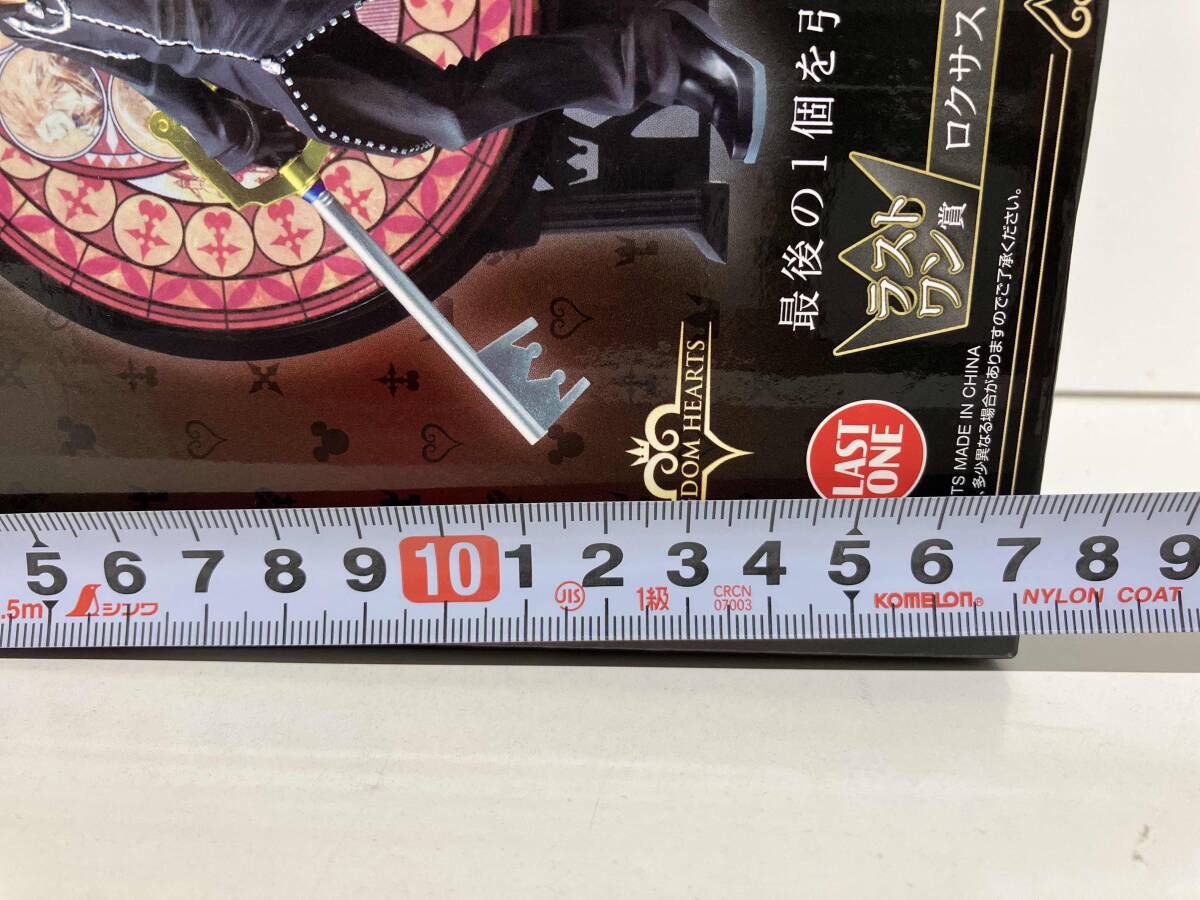 最後の1個を
ロクサス
ラスト
ワン賞
多少異なる場合がありますのでご了承ください。
MADE IN CHINA
DOM HEARTS
LAST
ONE
5 6 7 8 9 10 1 2 3 4 5 6 7 8 9
.5m シンワ JIS 1級 CRCN 07003 KOMELON® NYLON COAT